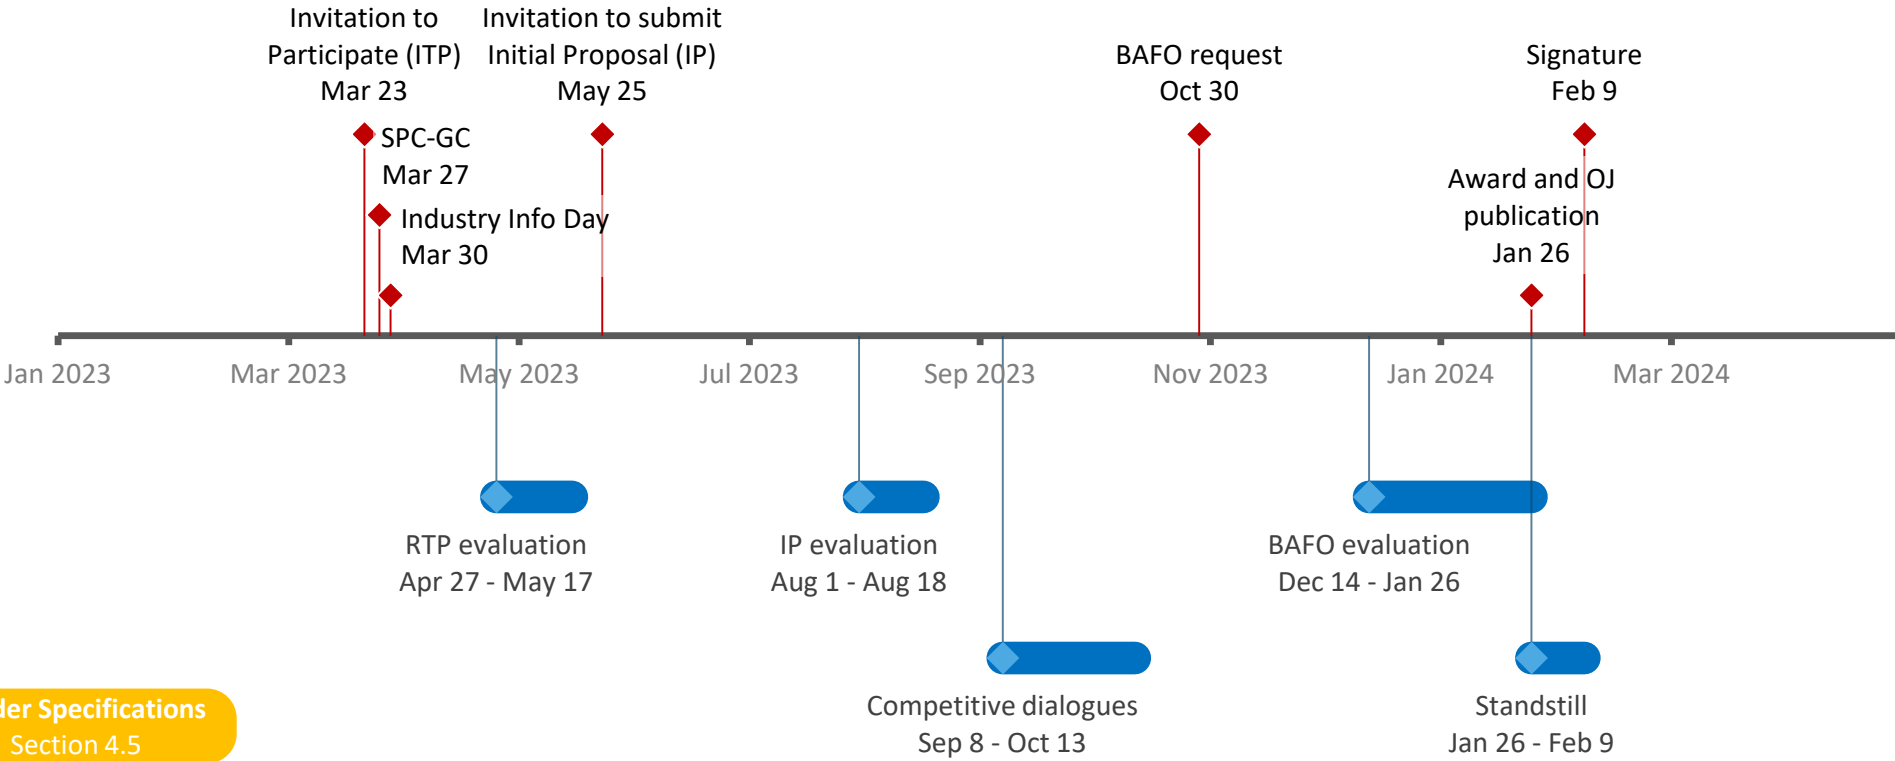 Invitation to
Participate (ITP)
Mar 23
Invitation to submit
Initial Proposal (IP)
May 25
BAFO request
Oct 30
Signature
Feb 9
SPC-GC
Mar 27
Industry Info Day
Mar 30
Award and OJ
publication
Jan 26
Jan 2023
Mar 2023
May 2023
Jul 2023
Sep 2023
Nov 2023
Jan 2024
Mar 2024
RTP evaluation
Apr 27 - May 17
IP evaluation
Aug 1 - Aug 18
BAFO evaluation
Dec 14 - Jan 26
Competitive dialogues
Sep 8 - Oct 13
Standstill
Jan 26 - Feb 9
Specifications
Section 4.5